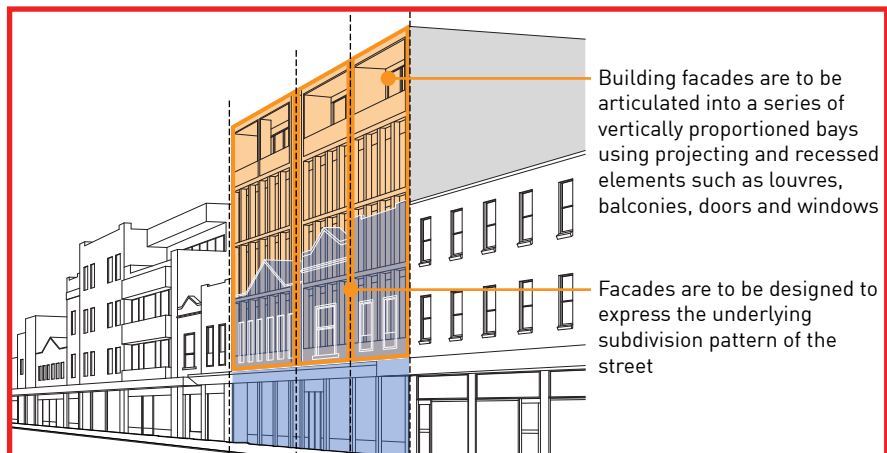 Building facades are to be
articulated into a series of
vertically proportioned bays
using projecting and recessed
elements such as louvres,
balconies, doors and windows
Facades are to be designed to
express the underlying
subdivision pattern of the
street